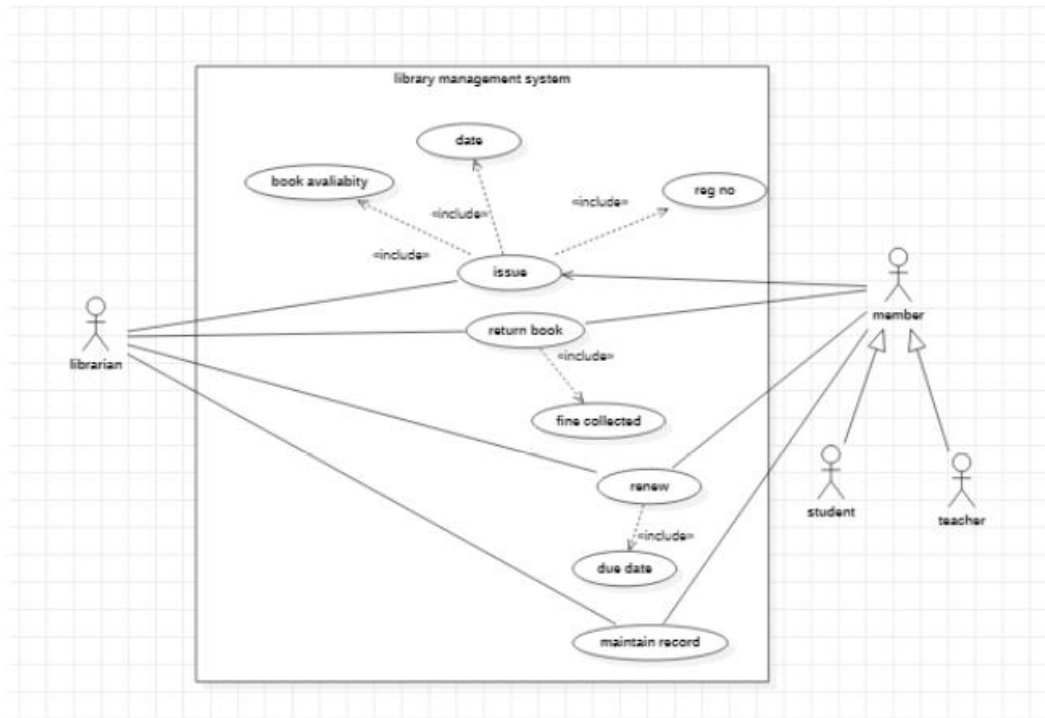 library management system
date
book avaliabity
reg no
«include»
«include»
«include»
issue
member
return book
librarian
«include»
fine collected
renew
student
teacher
«include»
due date
maintain record